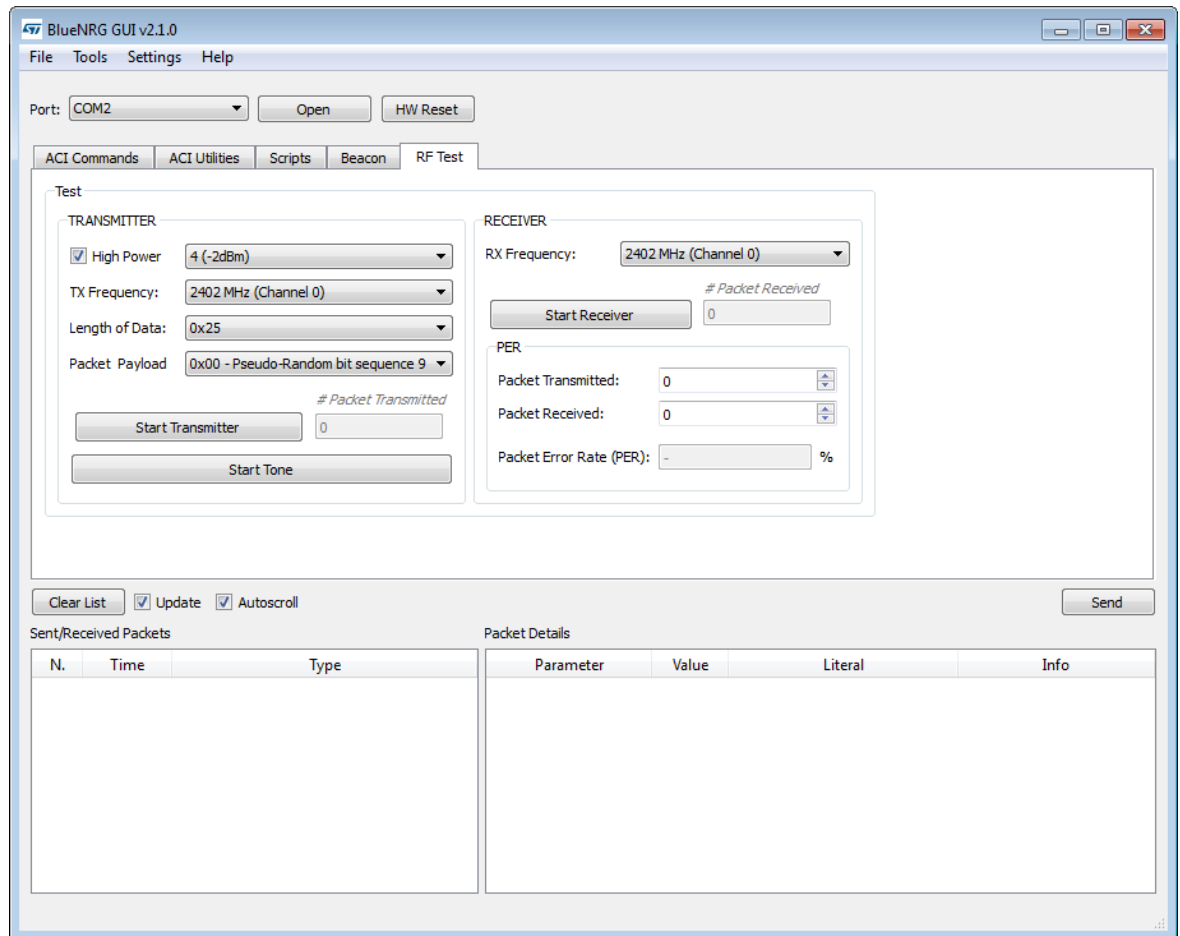 BlueNRG GUI v2.1.0
File Tools Settings Help
Port: COM2 Open HW Reset
ACI Commands ACI Utilities Scripts Beacon RF Test
Test
TRANSMITTER
High Power 4 (-2dBm)
TX Frequency: 2402 MHz (Channel 0)
Length of Data: 0x25
Packet Payload 0x00 - Pseudo-Random bit sequence 9
# Packet Transmitted
Start Transmitter 0
Start Tone
RECEIVER
RX Frequency: 2402 MHz (Channel 0)
# Packet Received
Start Receiver 0
PER
Packet Transmitted: 0
Packet Received: 0
Packet Error Rate (PER): - %
Clear List Update Autoscroll Send
Sent/Received Packets
N. Time Type
Packet Details
Parameter Value Literal Info